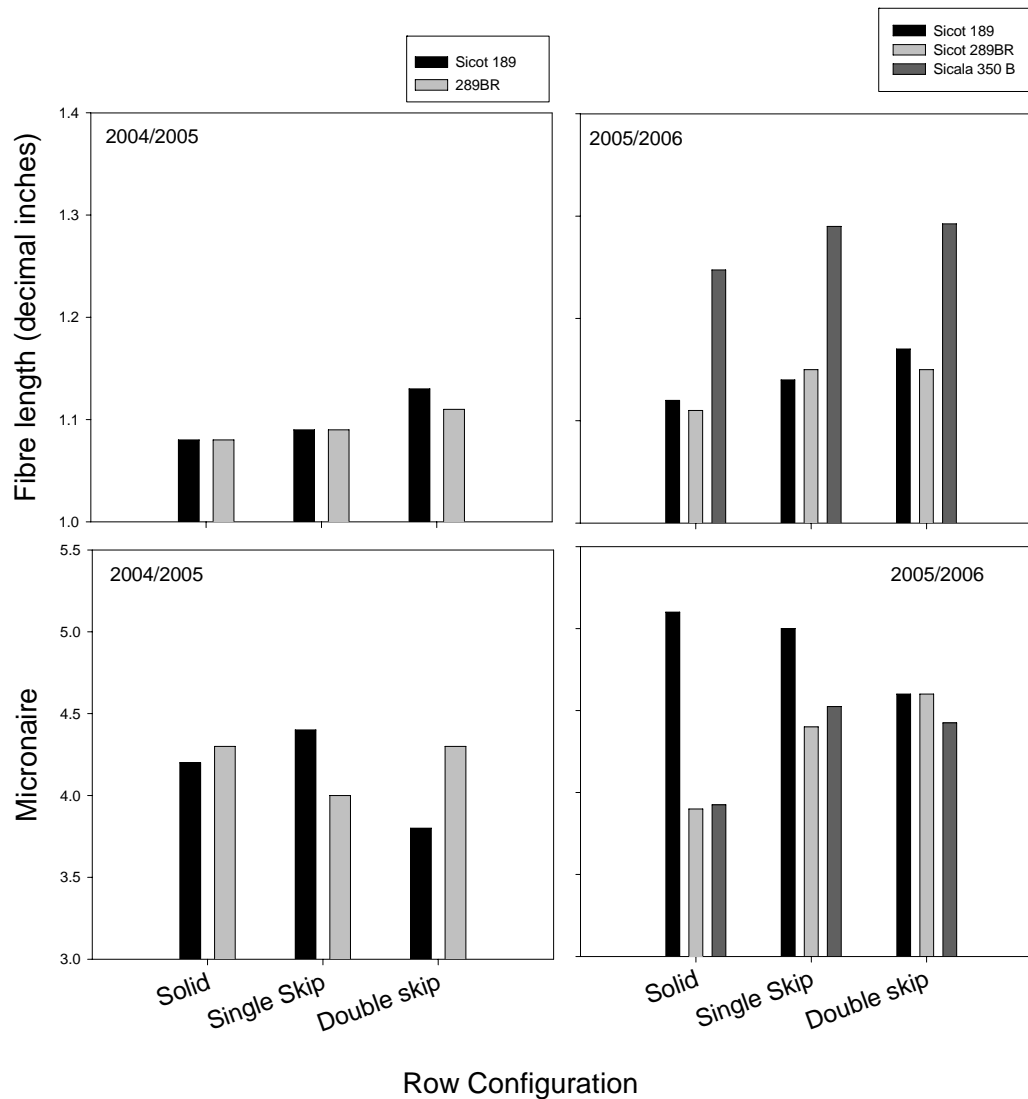 Sicot 189
289BR
Sicot 189
Sicot 289BR
Sicala 350 B
Fibre length (decimal inches)
1.4
1.3
1.2
1.1
1.0
2004/2005
2005/2006
Micronaire
5.5
5.0
4.5
4.0
3.5
3.0
2004/2005
2005/2006
Solid
Single Skip
Double skip
Solid
Single Skip
Double skip
Row Configuration